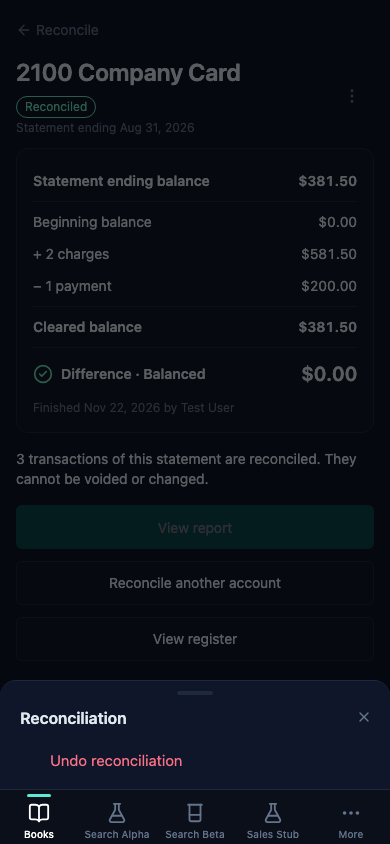 Reconcile
2100 Company Card
Reconciled
Statement ending Aug 31, 2026
Statement ending balance $381.50
Beginning balance $0.00
+ 2 charges $581.50
− 1 payment $200.00
Cleared balance $381.50
Difference · Balanced $0.00
Finished Nov 22, 2026 by Test User
3 transactions of this statement are reconciled. They
cannot be voided or changed.
View report
Reconcile another account
View register
Reconciliation
Undo reconciliation
Books Search Alpha Search Beta Sales Stub More